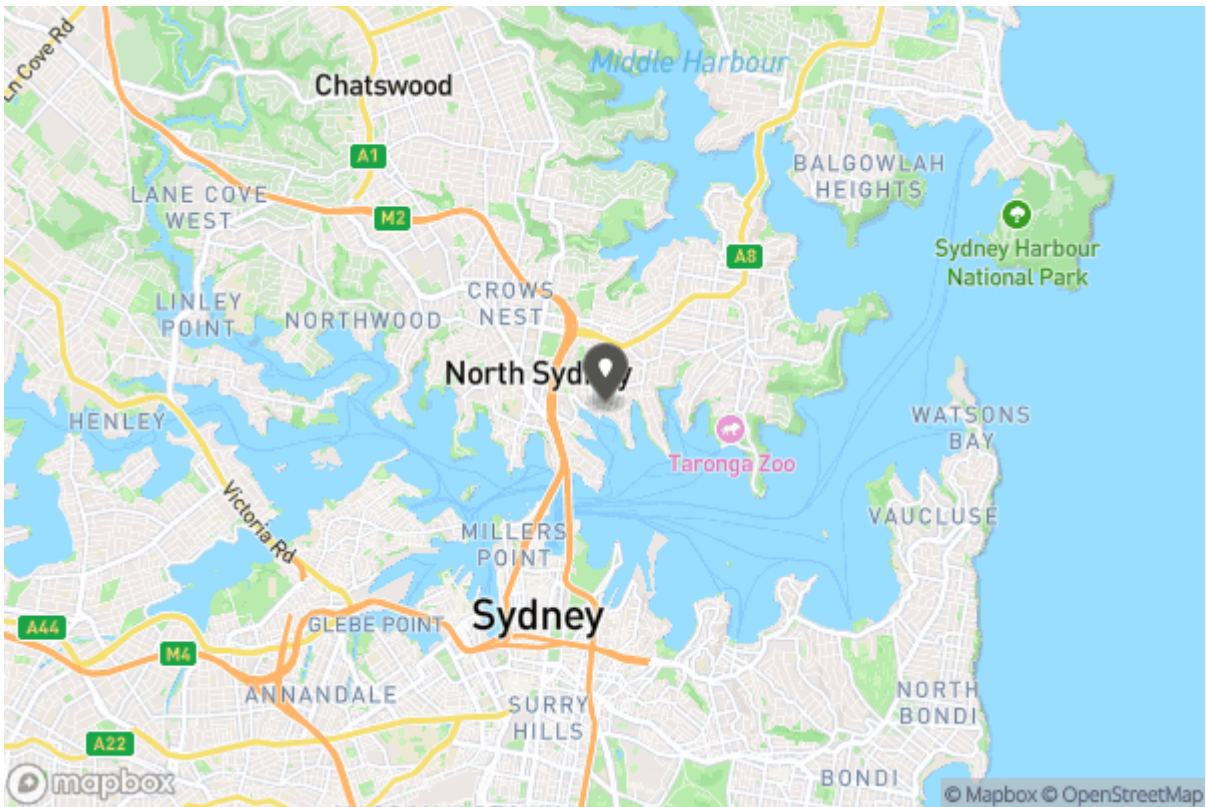 Ln Cove Rd
Middle Harbour
Chatswood
A1
BALGOWLAH
HEIGHTS
LANE COVE
WEST
M2
Sydney Harbour
National Park
A8
CROWS
NEST
LINLEY
POINT
NORTHWOOD
North Sydney
HENLEY
WATSONS
BAY
Taronga Zoo
Victoria Rd
VAUCLUSE
MILLERS
POINT
Sydney
GLEBE POINT
A44
M4
ANNANDALE
SURRY
HILLS
NORTH
BONDI
A22
BONDI
mapbox
© Mapbox © OpenStreetMap